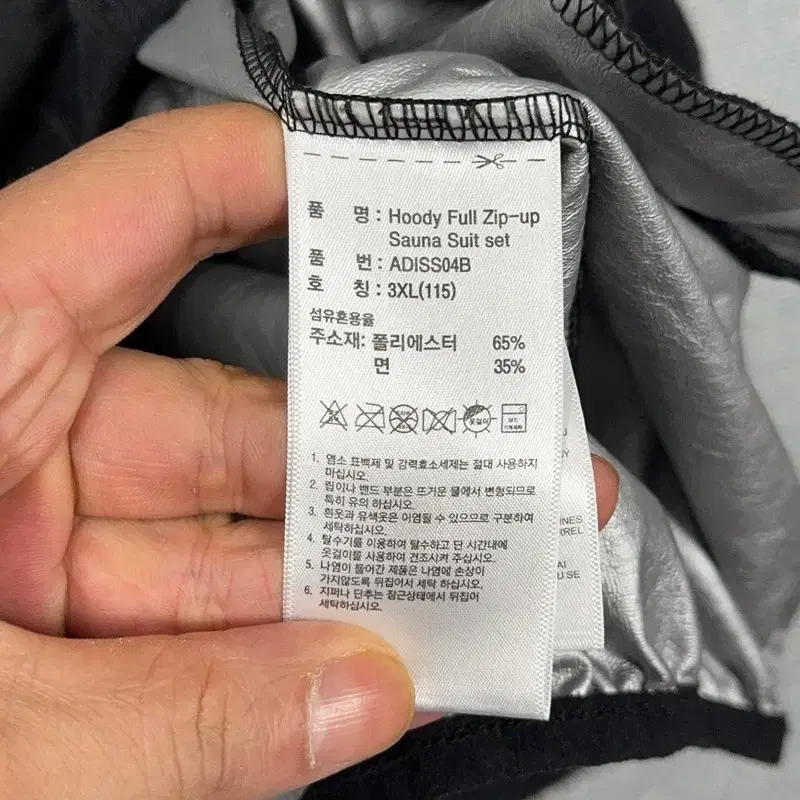 품 명 : Hoody Full Zip-up
Sauna Suit set
품 번 : ADISS04B
호 칭 : 3XL(115)
섬유혼용율
주소재: 폴리에스터 65%
면 35%
옷걸이
1. 염소 표백제 및 강력효소세제는 절대 사용하지
마십시오.
2. 립이나 밴드 부분은 뜨거운 물에서 변형되므로
특히 유의 하십시오.
3. 흰옷과 유색옷은 이염될 수 있으므로 구분하여
세탁하십시오.
4. 탈수기를 이용하여 탈수하고 단 시간내에
옷걸이를 사용하여 건조시켜 주십시오.
5. 나염이 들어간 제품은 나염에 손상이
가지않도록 뒤집어서 세탁 하십시오.
6. 지퍼나 단추는 잠근상태에서 뒤집어
세탁하십시오.
INES
RREL
AI
U SE